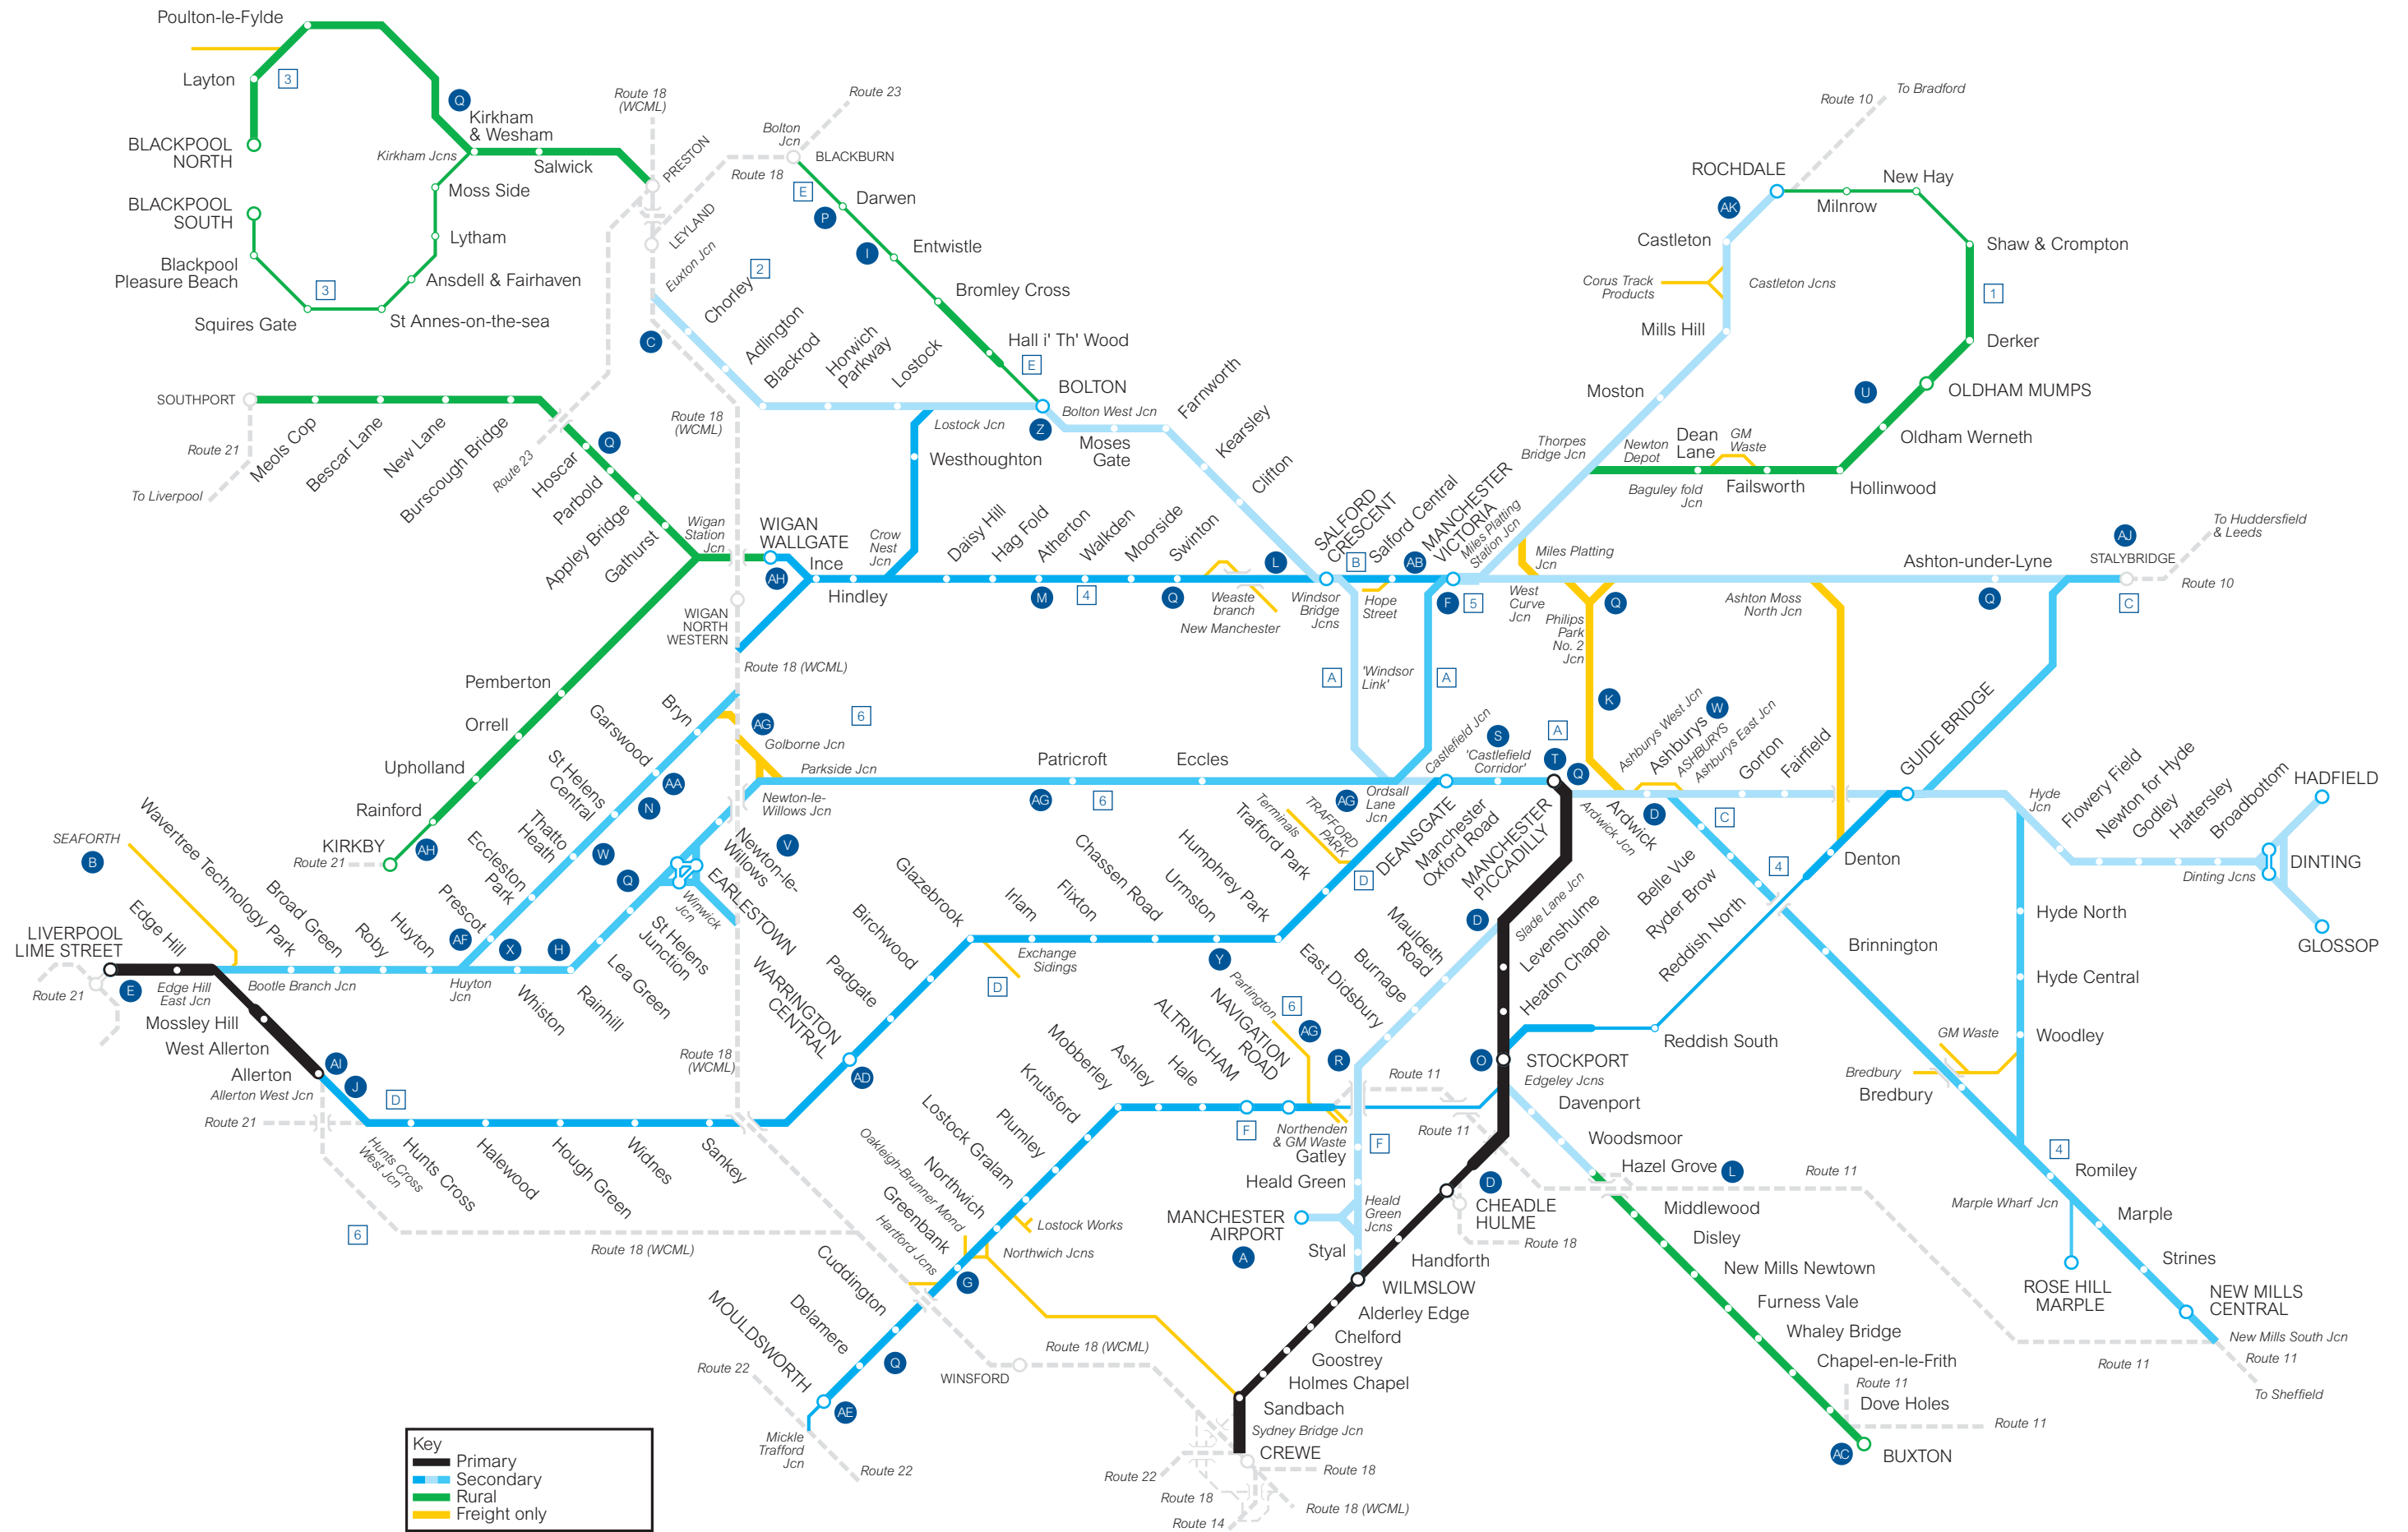 Poulton-le-Fylde
Layton
3
BLACKPOOL
NORTH
Q
Kirkham
& Wesham
Kirkham Jcns
Salwick
BLACKPOOL
SOUTH
Moss Side
Lytham
Blackpool
Pleasure Beach
Ansdell & Fairhaven
3
Squires Gate
St Annes-on-the-sea
Route 18
(WCML)
PRESTON
Bolton
Jcn
Route 23
BLACKBURN
Route 18
LEYLAND
Euxton Jcn
E
P
Darwen
I
Entwistle
Bromley Cross
Hall i' Th' Wood
E
BOLTON
Bolton West Jcn
Z
2
Chorley
C
Adlington
Blackrod
Horwich
Parkway
Lostock
Lostock Jcn
Route 18
(WCML)
Westhoughton
Moses
Gate
Farnworth
Kearsley
Clifton
Route 10
To Bradford
ROCHDALE
AK
Milnrow
New Hay
Castleton
Shaw & Crompton
Corus Track
Products
Castleton Jcns
1
Mills Hill
Derker
Moston
U
OLDHAM MUMPS
Thorpes
Bridge Jcn
Newton
Depot
Dean
Lane
GM
Waste
Oldham Werneth
Baguley fold
Jcn
Failsworth
Hollinwood
SOUTHPORT
Route 21
To Liverpool
Meols Cop
Bescar Lane
New Lane
Burscough Bridge
Route 23
Q
Hoscar
Parbold
Appley Bridge
Gathurst
Wigan
Station
Jcn
WIGAN
WALLGATE
AH
Ince
Hindley
Crow
Nest
Jcn
Daisy Hill
Hag Fold
Atherton
Walkden
Moorside
Swinton
M
4
Q
L
Weaste
branch
New Manchester
SALFORD
CRESCENT
Windsor
Bridge
Jcns
B
Salford Central
Hope
Street
AB
MANCHESTER
VICTORIA
F
5
Miles Platting
Station Jcn
Miles Platting
Jcn
West
Curve
Jcn
Q
Philips
Park
No. 2
Jcn
Ashton Moss
North Jcn
Ashton-under-Lyne
Q
AJ
STALYBRIDGE
C
To Huddersfield
& Leeds
Route 10
WIGAN
NORTH
WESTERN
Route 18 (WCML)
A
'Windsor
Link'
A
K
Pemberton
Orrell
Upholland
Rainford
KIRKBY
Route 21
AH
Bryn
Garswood
St Helens
Central
Thatto
Heath
Eccleston
Park
Prescot
AA
N
W
Q
AG
Golborne Jcn
6
Parkside Jcn
Newton-le-
Willows Jcn
Patricroft
AG
6
Eccles
AG
Ordsall
Lane
Jcn
Castlefield Jcn
S
'Castlefield
Corridor'
A
T
Q
DEANSGATE
Manchester
Oxford Road
MANCHESTER
PICCADILLY
Ardwick
Ardwick Jcn
Ashburys West Jcn
Ashburys
W
ASHBURYS
Ashburys East Jcn
D
C
Gorton
Fairfield
GUIDE BRIDGE
Hyde
Jcn
Flowery Field
Newton for Hyde
Godley
Hattersley
Broadbottom
HADFIELD
DINTING
Dinting Jcns
GLOSSOP
4
Denton
Belle Vue
Ryder Brow
Reddish North
Brinnington
Hyde North
Hyde Central
Woodley
GM Waste
Bredbury
Bredbury
4
Romiley
Marple Wharf Jcn
Marple
Strines
ROSE HILL
MARPLE
NEW MILLS
CENTRAL
New Mills South Jcn
Route 11
Route 11
To Sheffield
SEAFORTH
B
Wavertree Technology Park
Broad Green
Roby
Huyton
Edge Hill
LIVERPOOL
LIME STREET
Route 21
E
Edge Hill
East Jcn
Bootle Branch Jcn
AF
Huyton
Jcn
X
H
Whiston
Rainhill
Lea Green
St Helens
Junction
Newton-le-
Willows
V
EARLESTOWN
Winwick
Jcn
Mossley Hill
West Allerton
Allerton
Allerton West Jcn
AI
J
Route 21
D
Hunts Cross
West Jcn
Hunts Cross
Halewood
Hough Green
Widnes
Sankey
Route 18
(WCML)
WARRINGTON
CENTRAL
AD
Padgate
Birchwood
Glazebrook
D
Irlam
Exchange
Sidings
Flixton
Chassen Road
Urmston
Y
Humphrey Park
Trafford Park
Terminals
TRAFFORD
PARK
D
6
Route 18 (WCML)
Mauldeth
Road
Burnage
East Didsbury
D
Slade Lane Jcn
Levenshulme
Heaton Chapel
O
STOCKPORT
Edgeley Jcns
Reddish South
Davenport
Woodsmoor
Hazel Grove
L
Route 11
Middlewood
Disley
New Mills Newtown
Furness Vale
Whaley Bridge
Chapel-en-le-Frith
Route 11
Dove Holes
Route 11
AC
BUXTON
Partington
6
AG
R
Route 11
Route 11
NAVIGATION
ROAD
ALTRINCHAM
F
Hale
Ashley
Mobberley
Knutsford
Plumley
Lostock Gralam
Northwich
Oakleigh-Brunner Mond
Greenbank
Hartford Jcns
Lostock Works
Northwich Jcns
G
Cuddington
Delamere
Q
MOULDSWORTH
AE
Route 22
Mickle
Trafford
Jcn
Route 22
Northenden
& GM Waste
Gatley
F
Heald Green
Heald
Green
Jcns
MANCHESTER
AIRPORT
A
Styal
D
CHEADLE
HULME
Route 18
Handforth
WILMSLOW
Alderley Edge
Chelford
Goostrey
Holmes Chapel
Sandbach
Sydney Bridge Jcn
CREWE
WINSFORD
Route 18 (WCML)
Route 22
Route 18
Route 18
Route 18 (WCML)
Route 14
Key
Primary
Secondary
Rural
Freight only